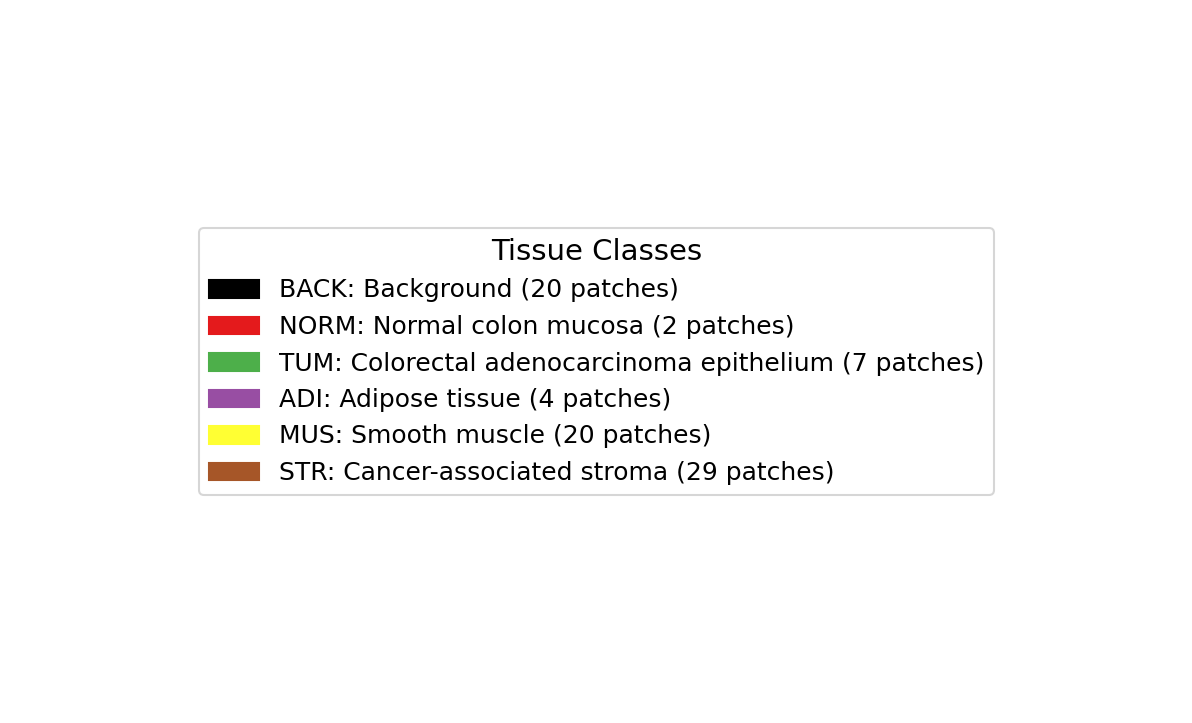 Tissue Classes
BACK: Background (20 patches)
NORM: Normal colon mucosa (2 patches)
TUM: Colorectal adenocarcinoma epithelium (7 patches)
ADI: Adipose tissue (4 patches)
MUS: Smooth muscle (20 patches)
STR: Cancer-associated stroma (29 patches)